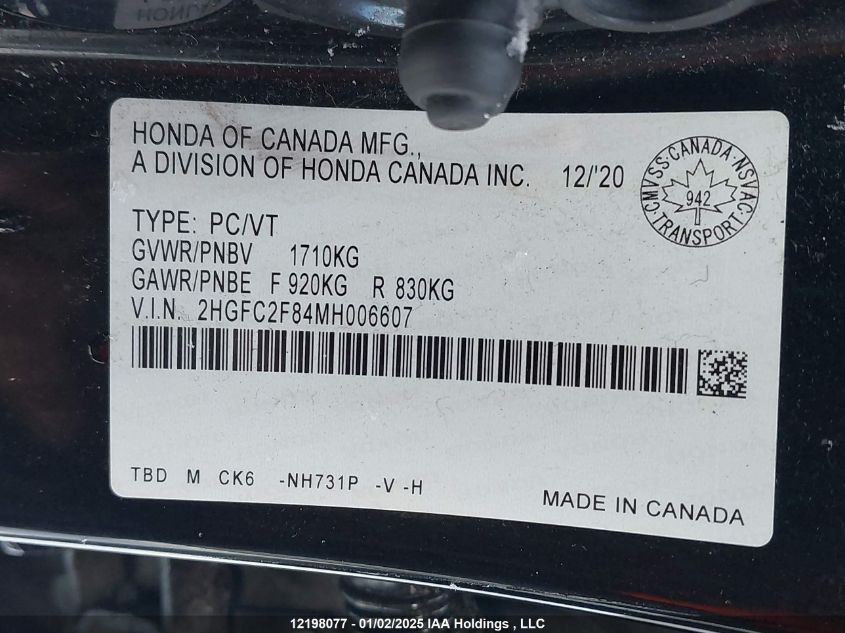 HONDA OF CANADA MFG.,
A DIVISION OF HONDA CANADA INC. 12/'20
CMVSS·CANADA·NSVAC·TRANSPORT·
942
TYPE: PC/VT
GVWR/PNBV 1710KG
GAWR/PNBE F 920KG R 830KG
V.I.N. 2HGFC2F84MH006607
TBD M CK6 -NH731P -V -H
MADE IN CANADA
12198077 - 01/02/2025 IAA Holdings , LLC